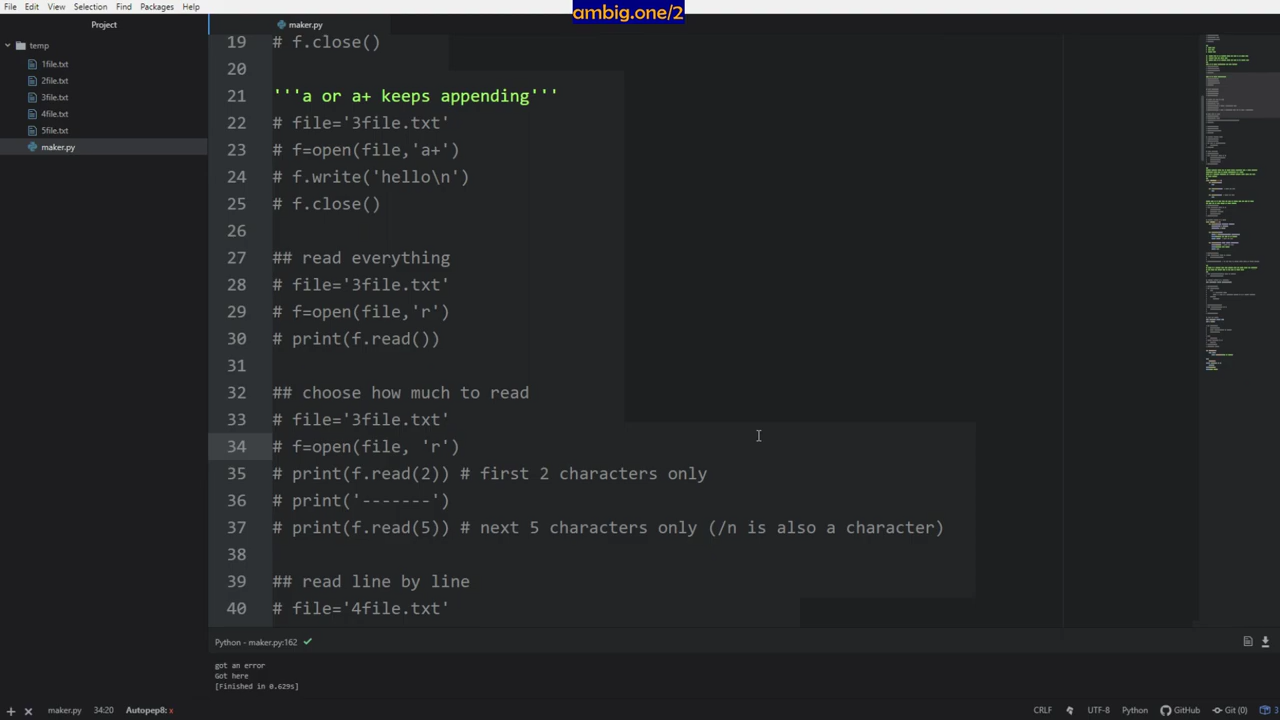 File Edit View Selection Find Packages Help
ambig.one/2
Project
maker.py
temp
1file.txt
2file.txt
3file.txt
4file.txt
5file.txt
maker.py
19 # f.close()
20
21 '''a or a+ keeps appending'''
22 # file='3file.txt'
23 # f=open(file,'a+')
24 # f.write('hello\n')
25 # f.close()
26
27 ## read everything
28 # file='3file.txt'
29 # f=open(file,'r')
30 # print(f.read())
31
32 ## choose how much to read
33 # file='3file.txt'
34 # f=open(file, 'r')
35 # print(f.read(2)) # first 2 characters only
36 # print('-------')
37 # print(f.read(5)) # next 5 characters only (/n is also a character)
38
39 ## read line by line
40 # file='4file.txt'
Python - maker.py:162
got an error
Got here
[Finished in 0.629s]
maker.py 34:20 Autopep8: x CRLF UTF-8 Python GitHub Git (0) 3